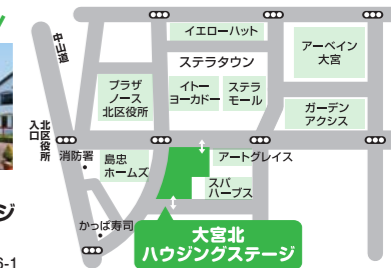 イエローハット
中山道
ステラタウン
アーベイン
大宮
プラザ
ノース
北区役所
イトー
ヨーカドー
ステラ
モール
ガーデン
アクシス
北区役所
入口
消防署
島忠
ホームズ
アートグレイス
スパ
ハーブス
ジ
かっぱ寿司
大宮北
ハウジングステージ
6-1